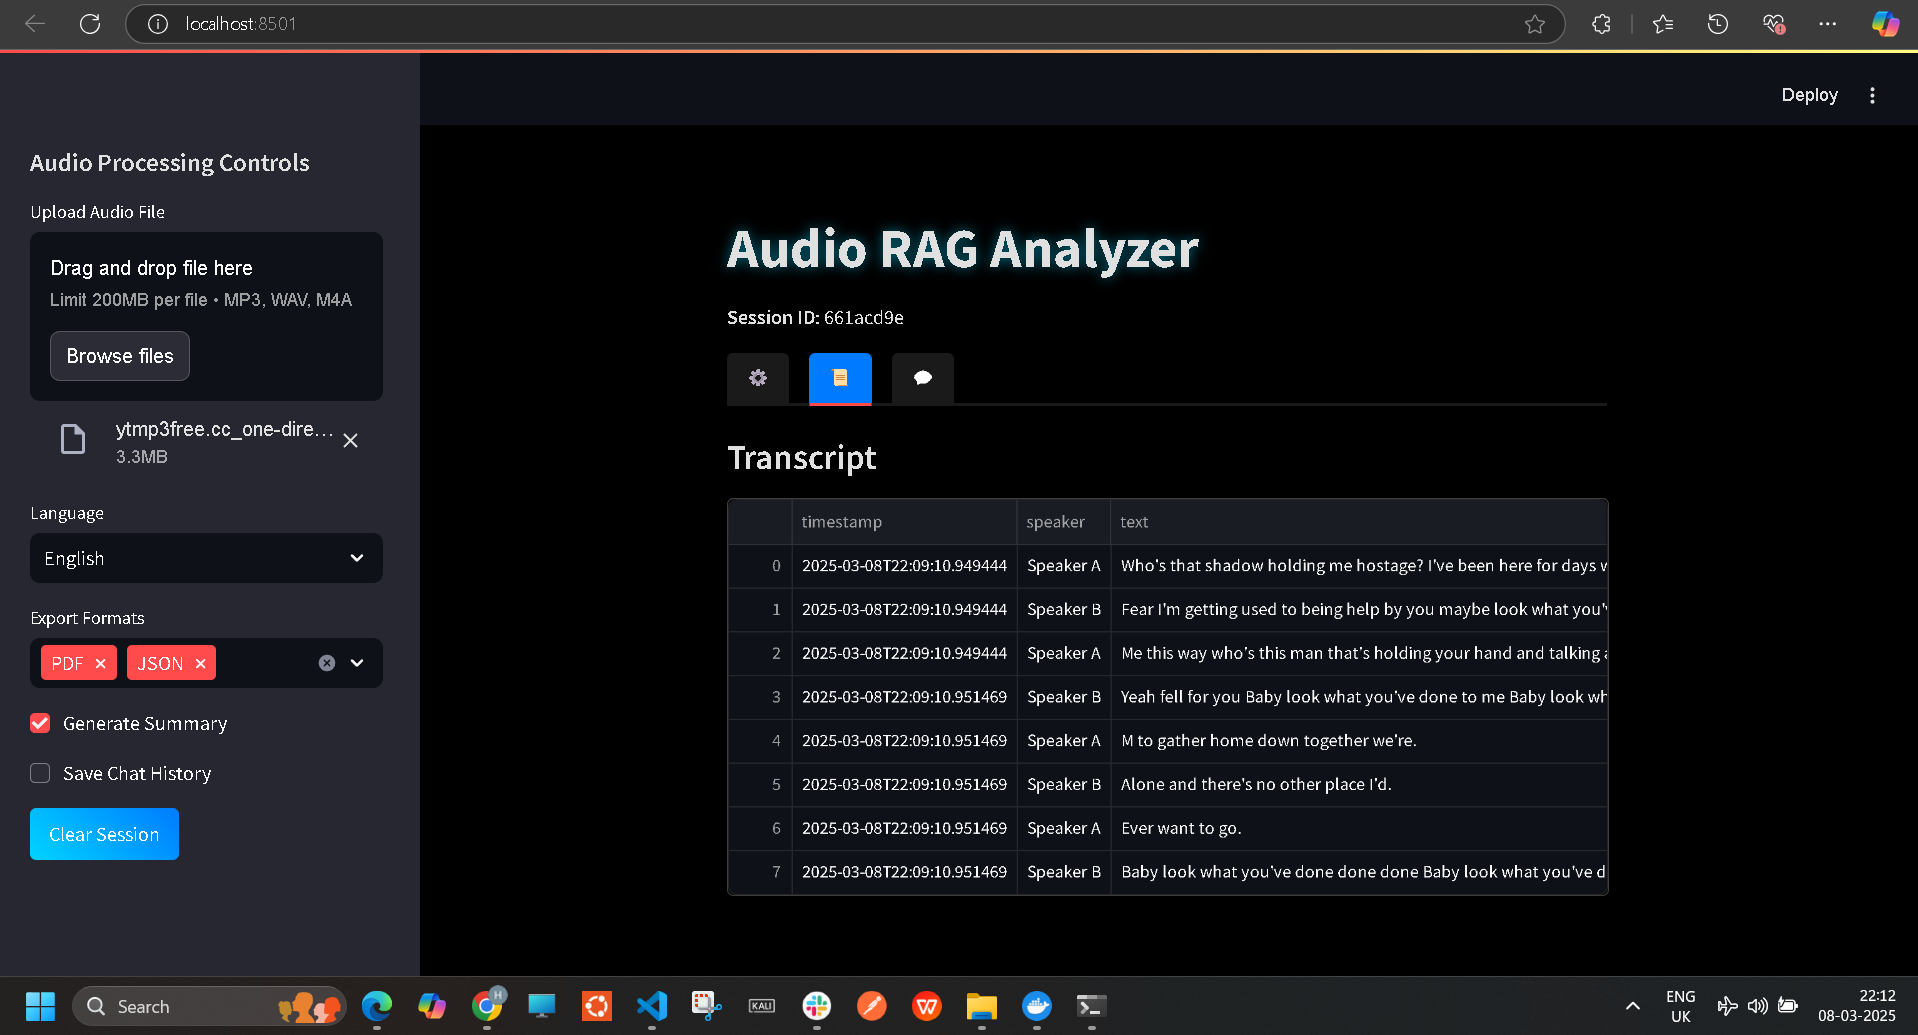 localhost:8501
Deploy
Audio Processing Controls
Upload Audio File
Drag and drop file here
Limit 200MB per file • MP3, WAV, M4A
Browse files
ytmp3free.cc_one-dire...
3.3MB
Language
English
Export Formats
PDF
JSON
Generate Summary
Save Chat History
Clear Session
Audio RAG Analyzer
Session ID: 661acd9e
Transcript
timestamp speaker text
0 2025-03-08T22:09:10.949444 Speaker A Who's that shadow holding me hostage? I've been here for days w
1 2025-03-08T22:09:10.949444 Speaker B Fear I'm getting used to being help by you maybe look what you'
2 2025-03-08T22:09:10.949444 Speaker A Me this way who's this man that's holding your hand and talking
3 2025-03-08T22:09:10.951469 Speaker B Yeah fell for you Baby look what you've done to me Baby look wh
4 2025-03-08T22:09:10.951469 Speaker A M to gather home down together we're.
5 2025-03-08T22:09:10.951469 Speaker B Alone and there's no other place I'd.
6 2025-03-08T22:09:10.951469 Speaker A Ever want to go.
7 2025-03-08T22:09:10.951469 Speaker B Baby look what you've done done done Baby look what you've d
Search
H
KALI
W
ENG
UK
22:12
08-03-2025